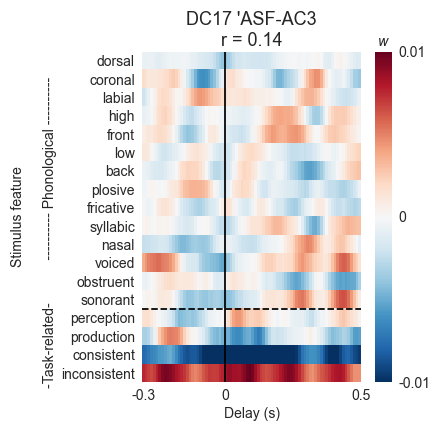 DC17 'ASF-AC3
r = 0.14
w
Stimulus feature
------- Phonological ----------
-Task-related-
dorsal
coronal
labial
high
front
low
back
plosive
fricative
syllabic
nasal
voiced
obstruent
sonorant
perception
production
consistent
inconsistent
-0.3 0 0.5
Delay (s)
0.01
0
-0.01